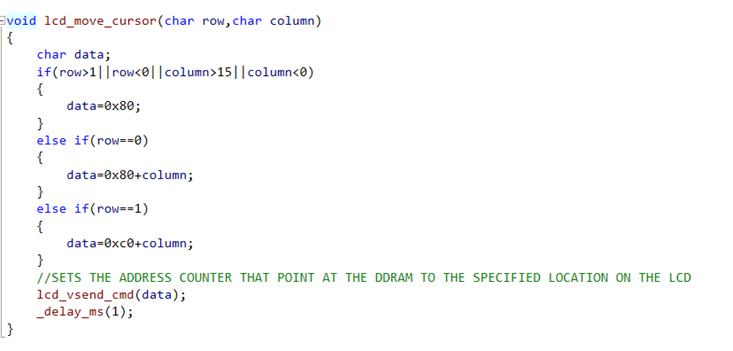 void lcd_move_cursor(char row,char column)
{
    char data;
    if(row>1||row<0||column>15||column<0)
    {
        data=0x80;
    }
    else if(row==0)
    {
        data=0x80+column;
    }
    else if(row==1)
    {
        data=0xc0+column;
    }
    //SETS THE ADDRESS COUNTER THAT POINT AT THE DDRAM TO THE SPECIFIED LOCATION ON THE LCD
    lcd_vsend_cmd(data);
    _delay_ms(1);
}